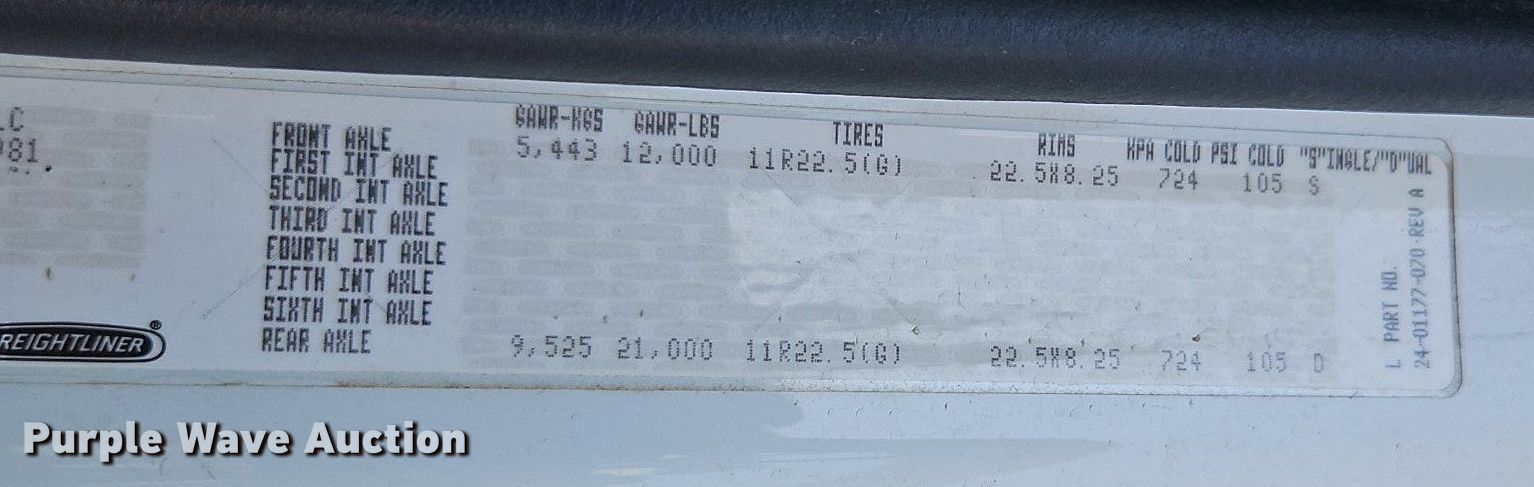 LC
981
GAWR-KGS GAWR-LBS TIRES RIMS KPA COLD PSI COLD "S"INGLE/"D"UAL
FRONT AXLE 5,443 12,000 11R22.5(G) 22.5X8.25 724 105 S
FIRST INT AXLE
SECOND INT AXLE
THIRD INT AXLE
FOURTH INT AXLE
FIFTH INT AXLE
SIXTH INT AXLE
REAR AXLE 9,525 21,000 11R22.5(G) 22.5X8.25 724 105 D
L PART NO.
24-01177-070 REV A
REIGHTLINER®
Purple Wave Auction